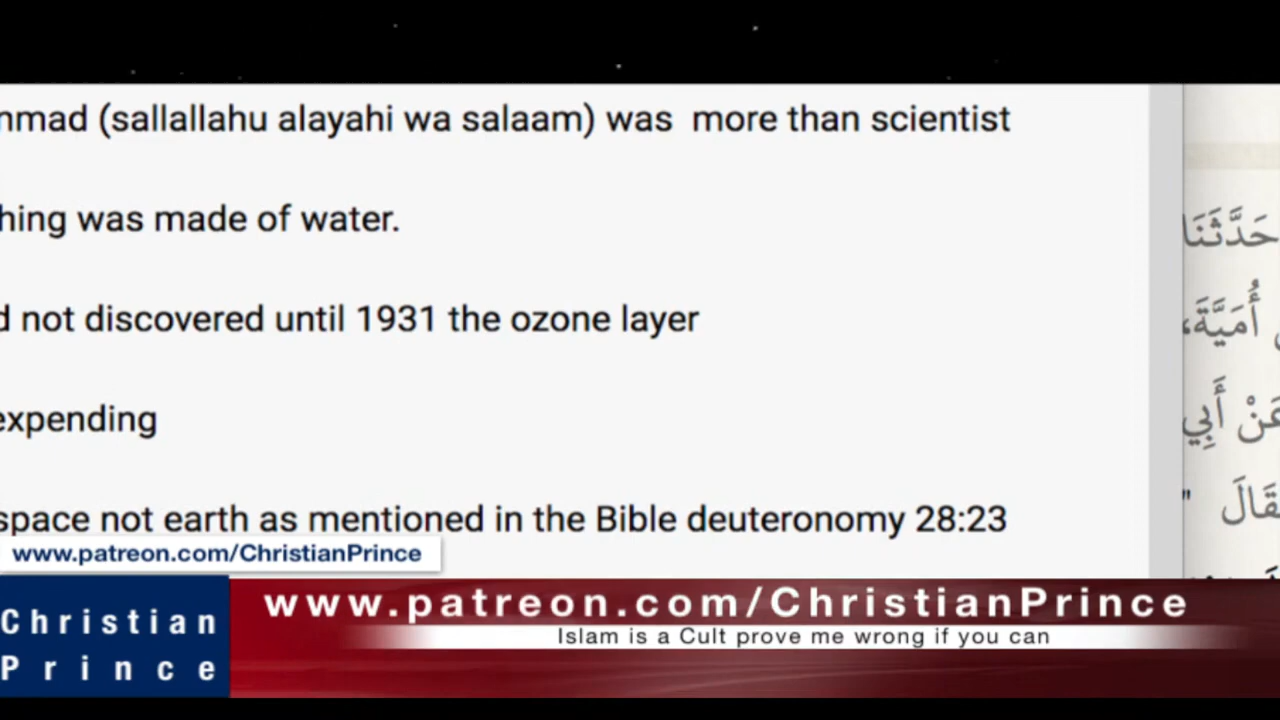 nmad (sallallahu alayahi wa salaam) was more than scientist
hing was made of water.
d not discovered until 1931 the ozone layer
expending
space not earth as mentioned in the Bible deuteronomy 28:23
حَدَّثَنَا
أُمَيَّةَ،
عَنْ أَبِي
" قَالَ
www.patreon.com/ChristianPrince
Christian
Prince
www.patreon.com/ChristianPrince
Islam is a Cult prove me wrong if you can